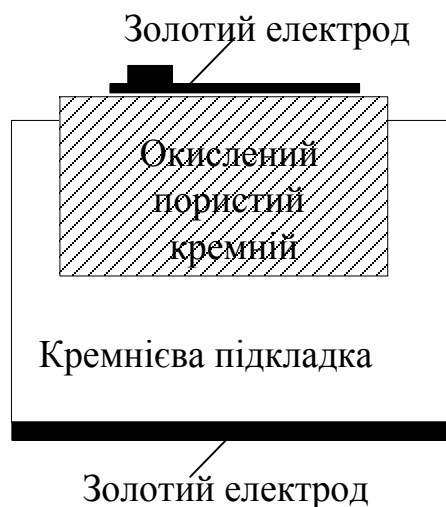 Золотий електрод
Окислений
пористий
кремній
Кремнієва підкладка
Золотий електрод